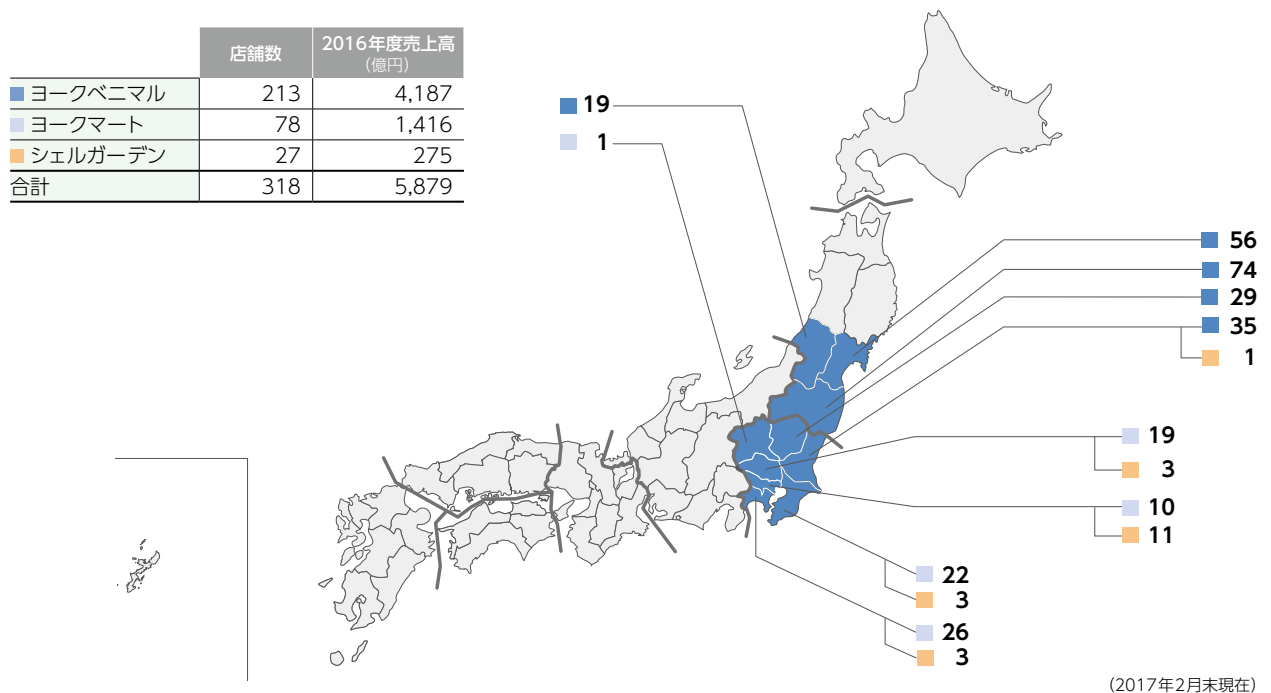 店舗数 2016年度売上高
(億円)
ヨークベニマル 213 4,187
ヨークマート 78 1,416
シェルガーデン 27 275
合計 318 5,879
19
1
56
74
29
35
1
19
3
10
11
22
3
26
3
(2017年2月末現在)